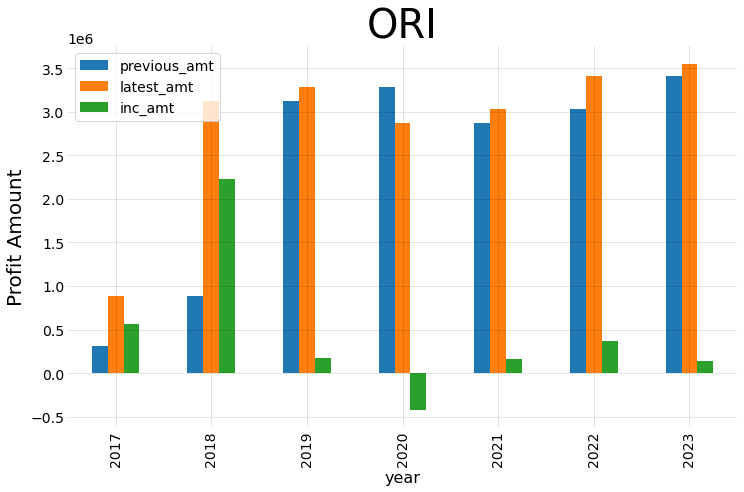 ORI
1e6
previous_amt
latest_amt
inc_amt
3.5
3.0
2.5
2.0
1.5
1.0
0.5
0.0
−0.5
Profit Amount
2017
2018
2019
2020
2021
2022
2023
year